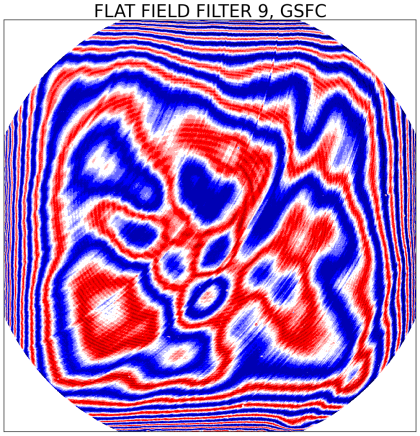 FLAT FIELD FILTER 9, GSFC